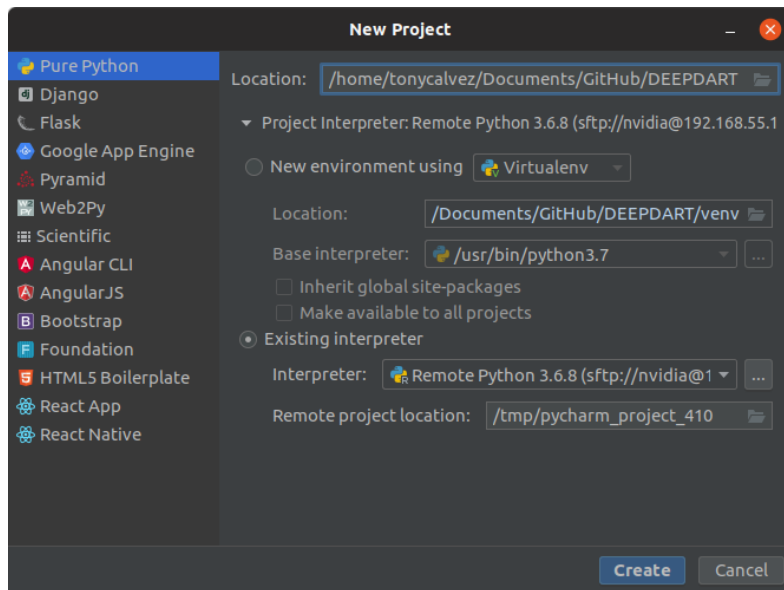 New Project
Pure Python
Django
Flask
Google App Engine
Pyramid
Web2Py
Scientific
Angular CLI
AngularJS
Bootstrap
Foundation
HTML5 Boilerplate
React App
React Native
Location: /home/tonycalvez/Documents/GitHub/DEEPDART
Project Interpreter: Remote Python 3.6.8 (sftp://nvidia@192.168.55.1
New environment using Virtualenv
Location: /Documents/GitHub/DEEPDART/venv
Base interpreter: /usr/bin/python3.7 ...
Inherit global site-packages
Make available to all projects
Existing interpreter
Interpreter: Remote Python 3.6.8 (sftp://nvidia@1 ...
Remote project location: /tmp/pycharm_project_410
Create Cancel